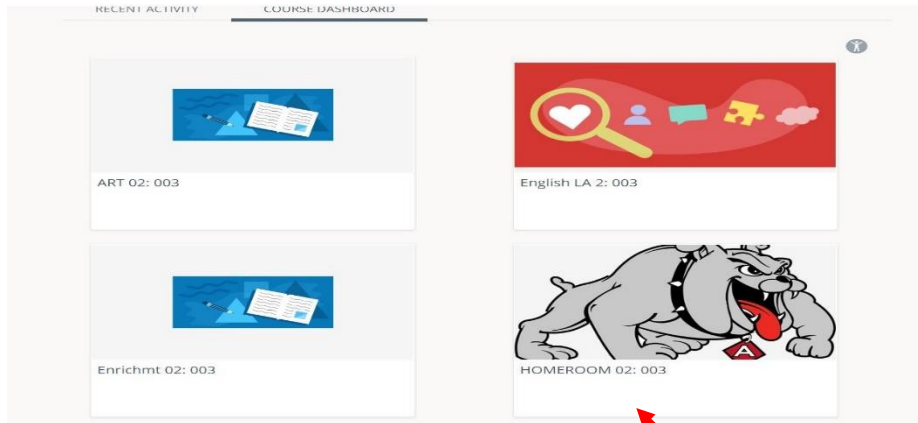 RECENT ACTIVITY COURSE DASHBOARD
ART 02: 003
English LA 2: 003
Enrichmt 02: 003
A
HOMEROOM 02: 003